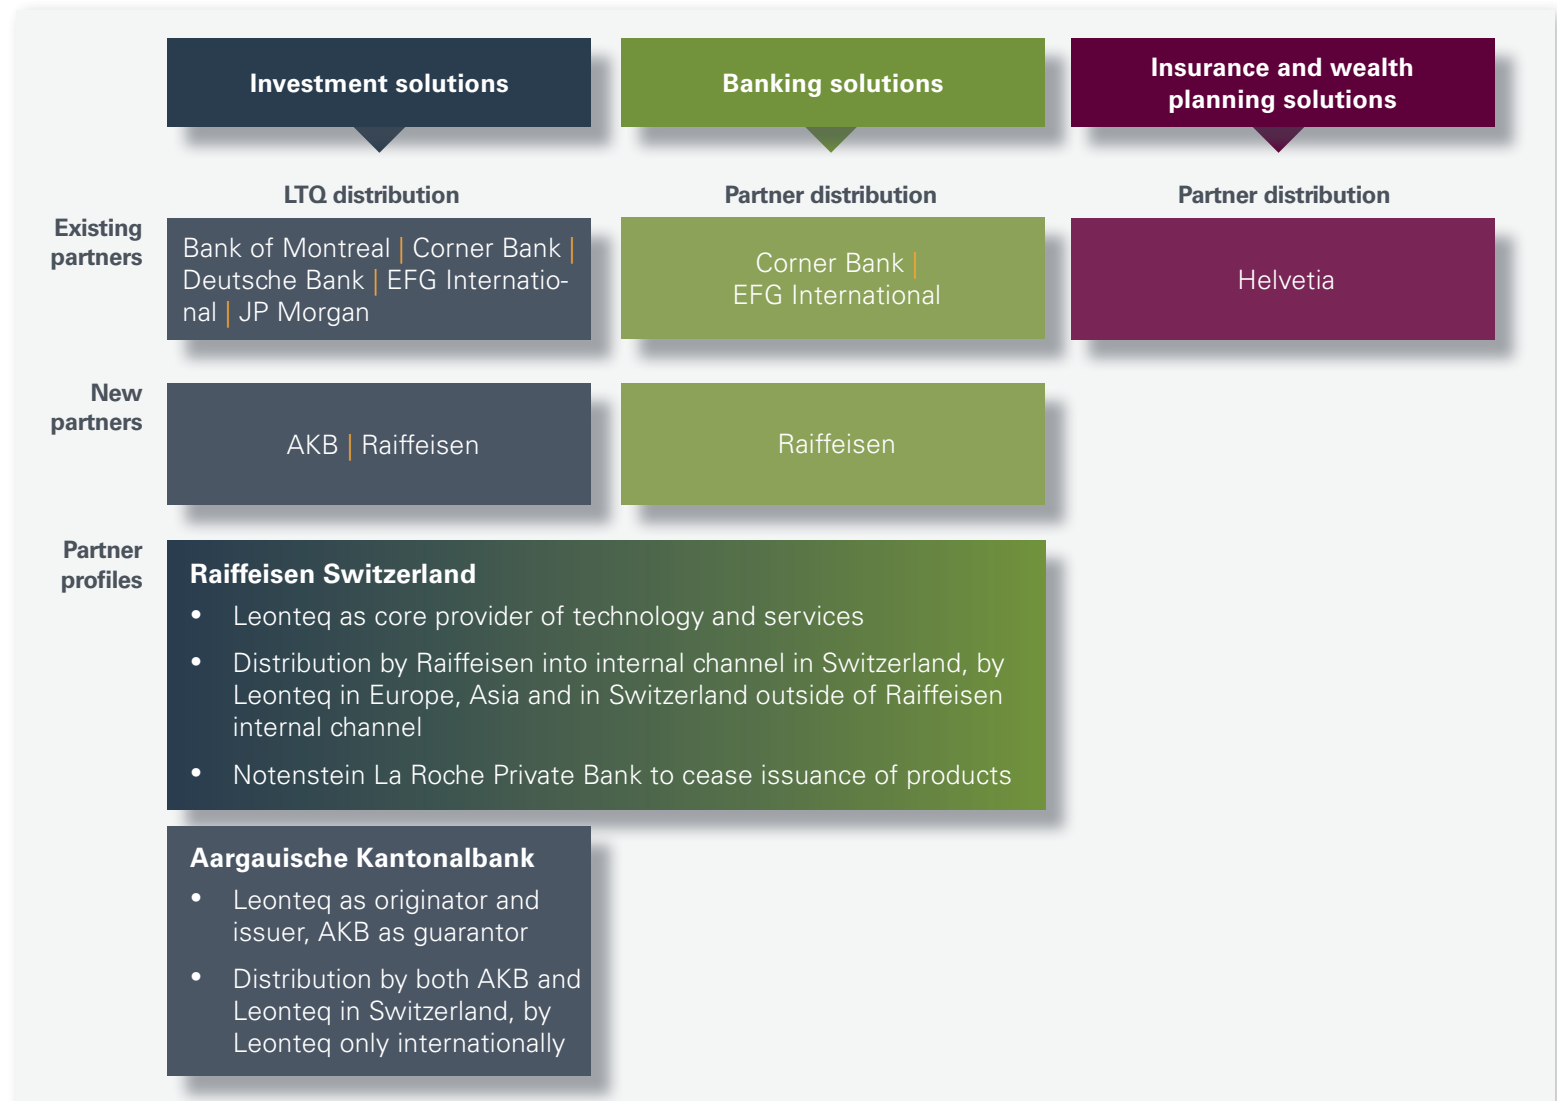 Investment solutions
Banking solutions
Insurance and wealth
planning solutions
LTQ distribution
Partner distribution
Partner distribution
Existing
partners
Bank of Montreal | Corner Bank |
Deutsche Bank | EFG Internatio-
nal | JP Morgan
Corner Bank |
EFG International
Helvetia
New
partners
AKB | Raiffeisen
Raiffeisen
Partner
profiles
Raiffeisen Switzerland
• Leonteq as core provider of technology and services
• Distribution by Raiffeisen into internal channel in Switzerland, by
Leonteq in Europe, Asia and in Switzerland outside of Raiffeisen
internal channel
• Notenstein La Roche Private Bank to cease issuance of products
Aargauische Kantonalbank
• Leonteq as originator and
issuer, AKB as guarantor
• Distribution by both AKB and
Leonteq in Switzerland, by
Leonteq only internationally